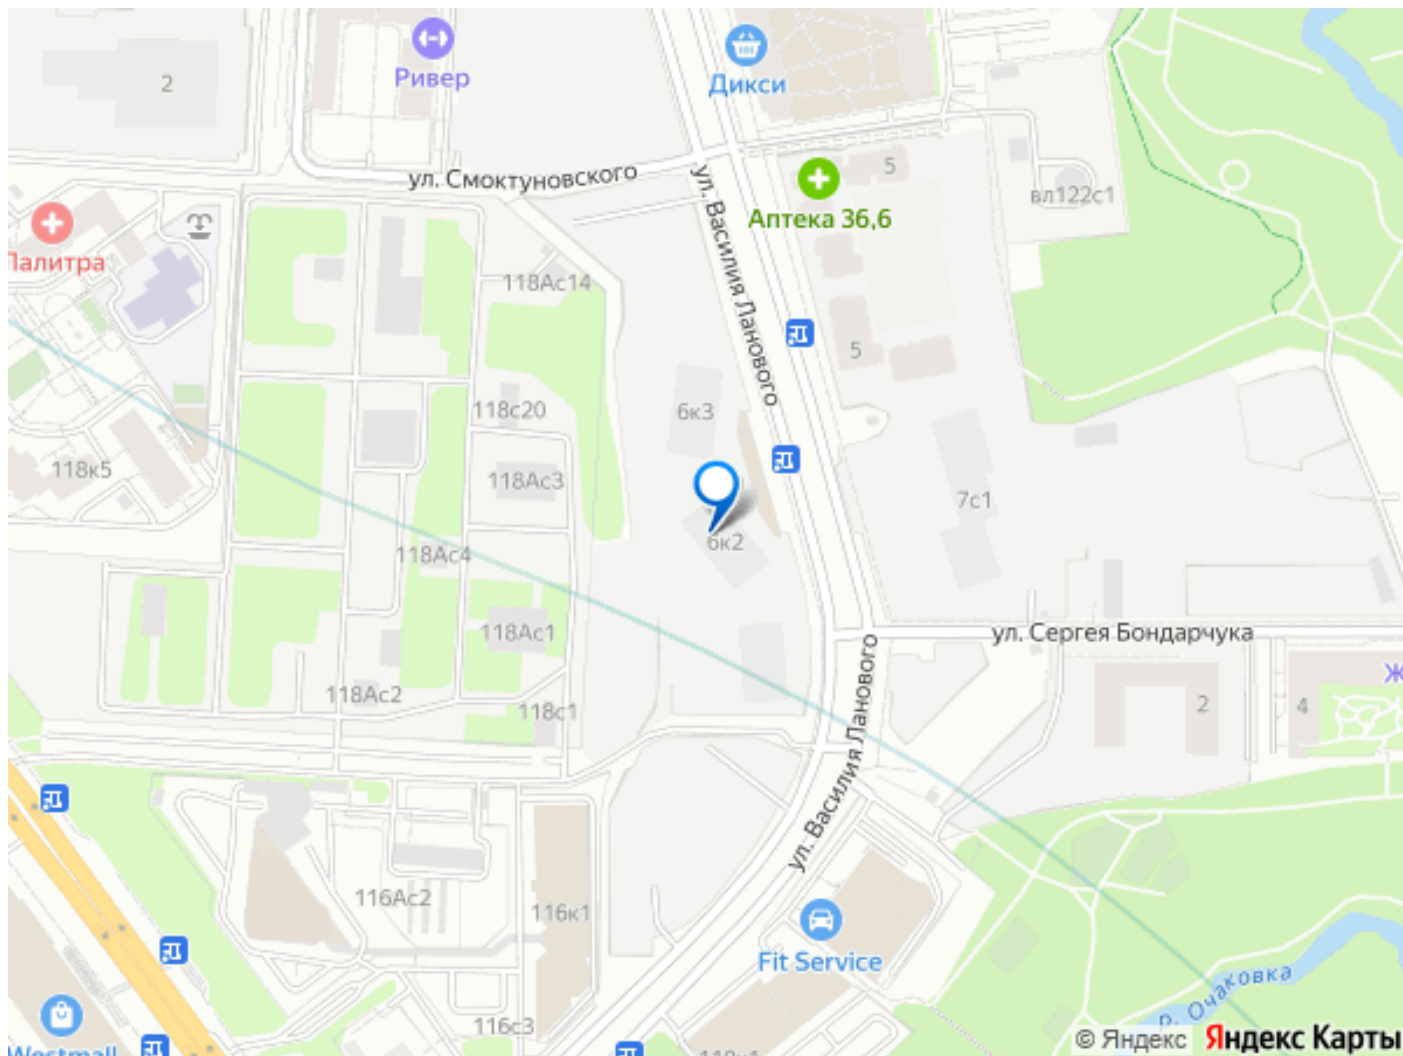 2
Ривер
Дикси
ул. Смоктуновского
5
вл122с1
Аптека 36,6
Палитра
ул. Василия Ланового
118Ас14
5
118с20
6к3
118к5
118Ас3
7с1
6к2
118Ас4
118Ас1
ул. Сергея Бондарчука
118Ас2
118с1
2
4
Ж
ул. Василия Ланового
116Ас2
116к1
Fit Service
р. Очаковка
116с3
Westmall
© Яндекс Яндекс Карты